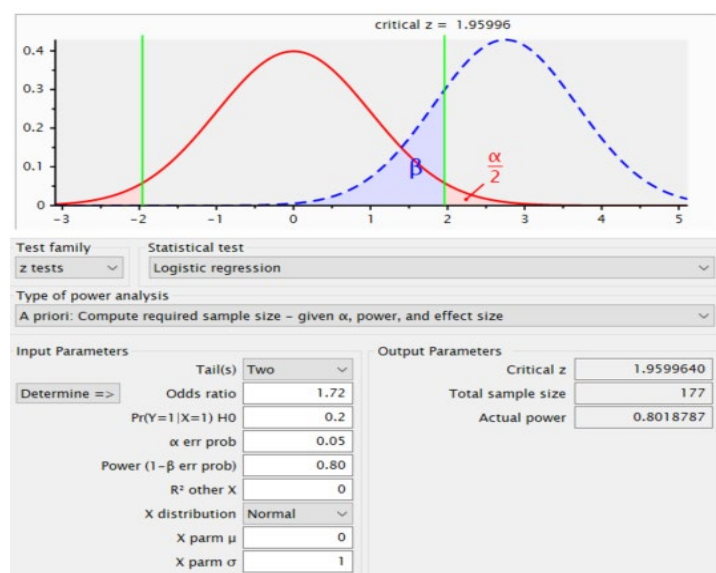 critical z = 1.95996
0.4
0.3
0.2
0.1
0
β
α
2
-3 -2 -1 0 1 2 3 4 5
Test family Statistical test
z tests Logistic regression
Type of power analysis
A priori: Compute required sample size – given α, power, and effect size
Input Parameters Output Parameters
Tail(s) Two Critical z 1.9599640
Determine => Odds ratio 1.72 Total sample size 177
Pr(Y=1|X=1) H0 0.2 Actual power 0.8018787
α err prob 0.05
Power (1-β err prob) 0.80
R² other X 0
X distribution Normal
X parm μ 0
X parm σ 1